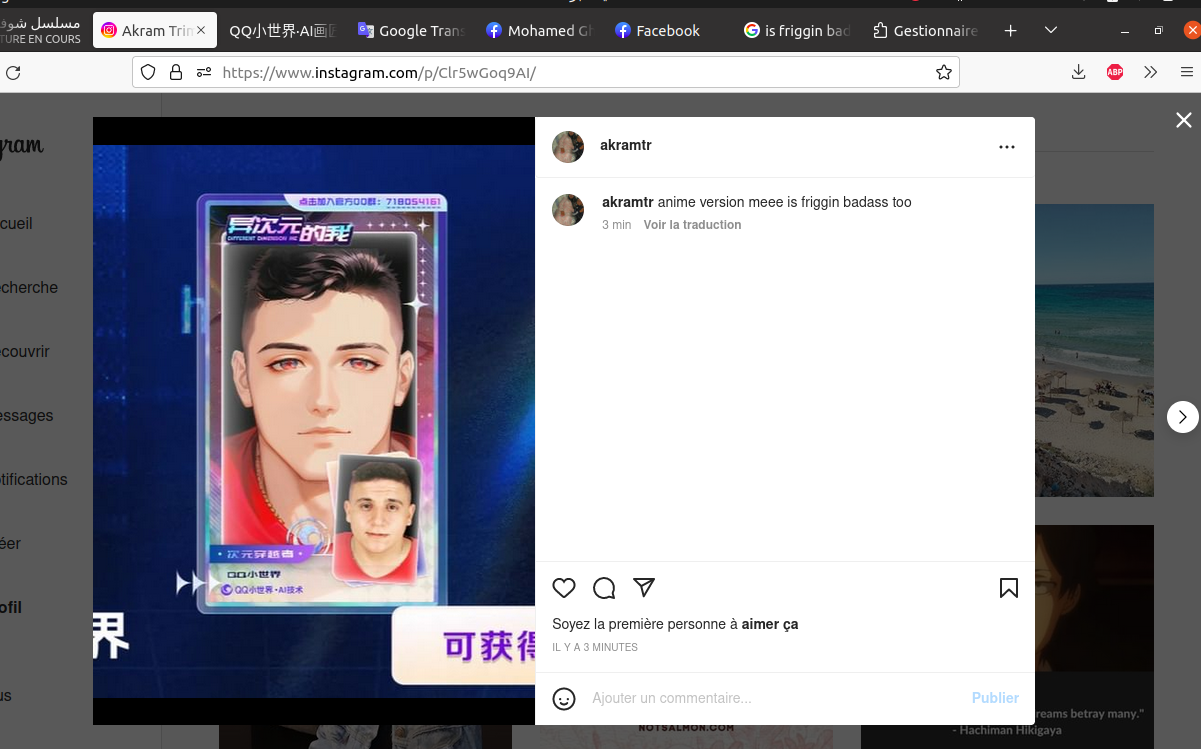 مسلسل شوق
TURE EN COURS
Akram Trim
QQ小世界·AI画
Google Trans
Mohamed Gh
Facebook
is friggin bad
Gestionnaire
https://www.instagram.com/p/Clr5wGoq9AI/
ABP
gram
cueil
echerche
écouvrir
essages
otifications
éer
ofil
us
点击加入官方QQ群：718054161
异次元的我
DIFFERENT DIMENSION ME
次元穿越者
QQ小世界
QQ小世界·AI技术
界
可获得
akramtr
akramtr anime version meee is friggin badass too
3 min Voir la traduction
Soyez la première personne à aimer ça
IL Y A 3 MINUTES
Ajouter un commentaire...
Publier
NOTSALMON.COM
reams betray many."
- Hachiman Hikigaya